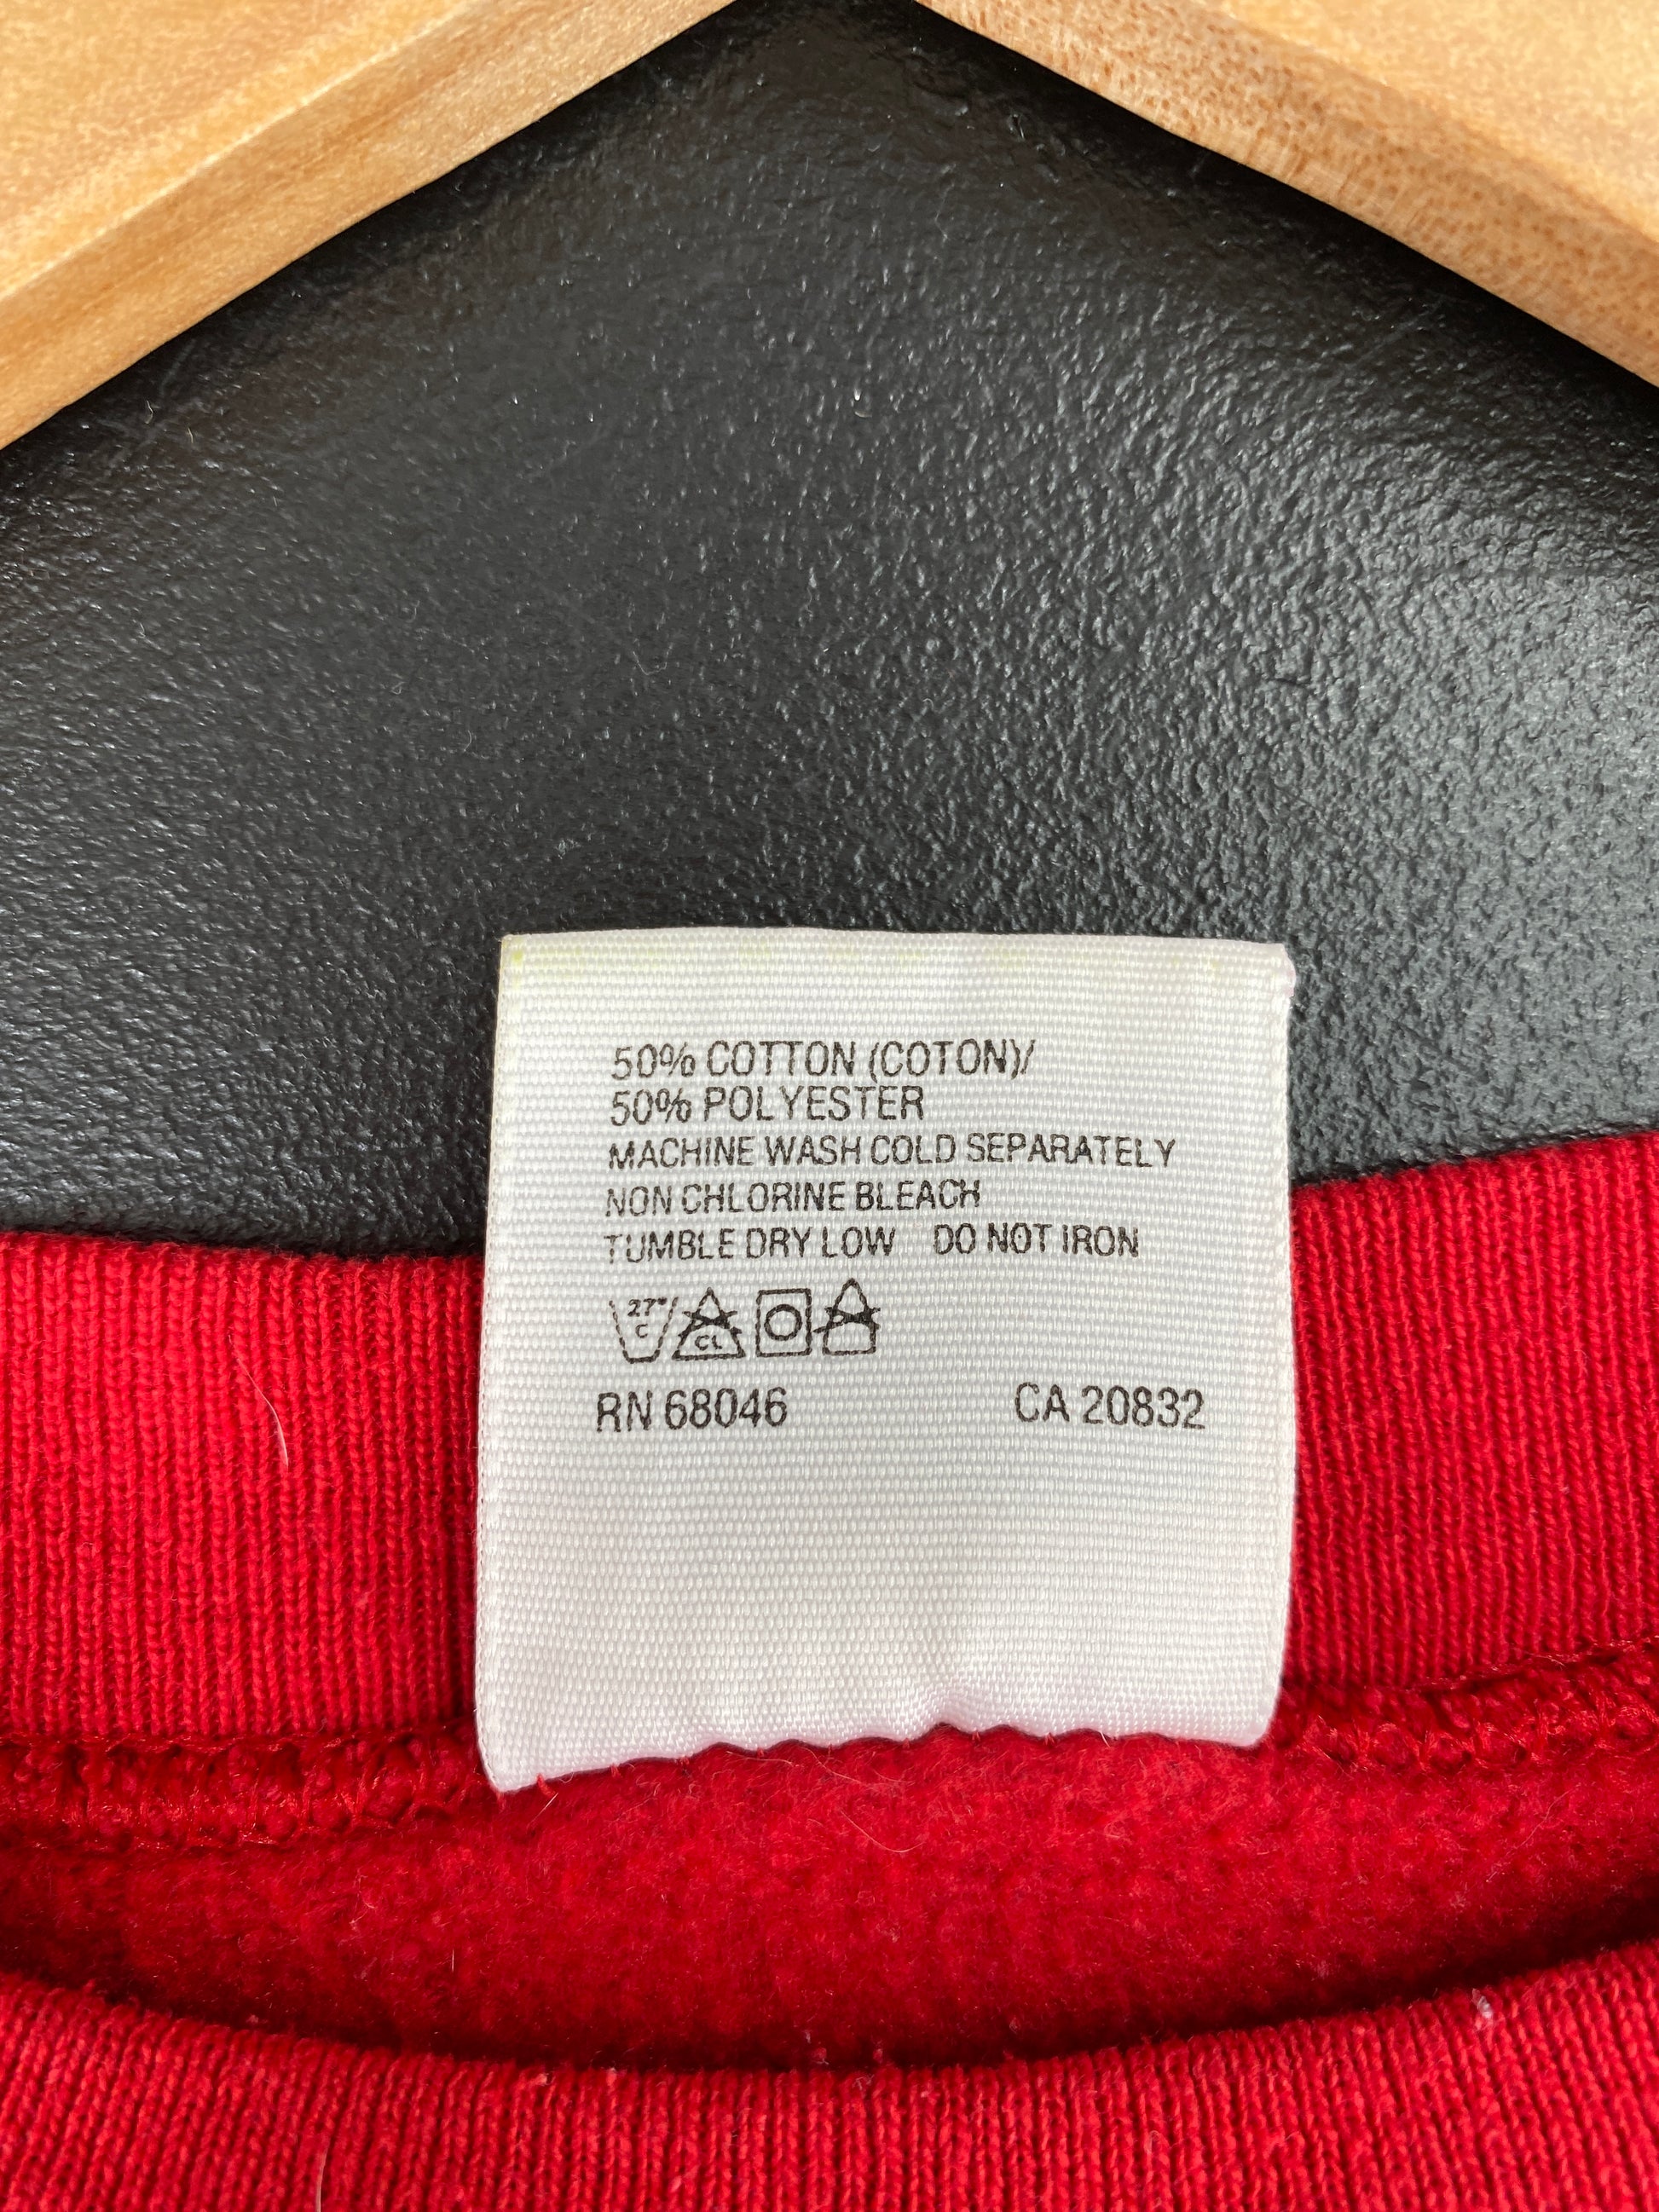 50% COTTON (COTON)/
50% POLYESTER
MACHINE WASH COLD SEPARATELY
NON CHLORINE BLEACH
TUMBLE DRY LOW DO NOT IRON
27° C CL
RN 68046 CA 20832